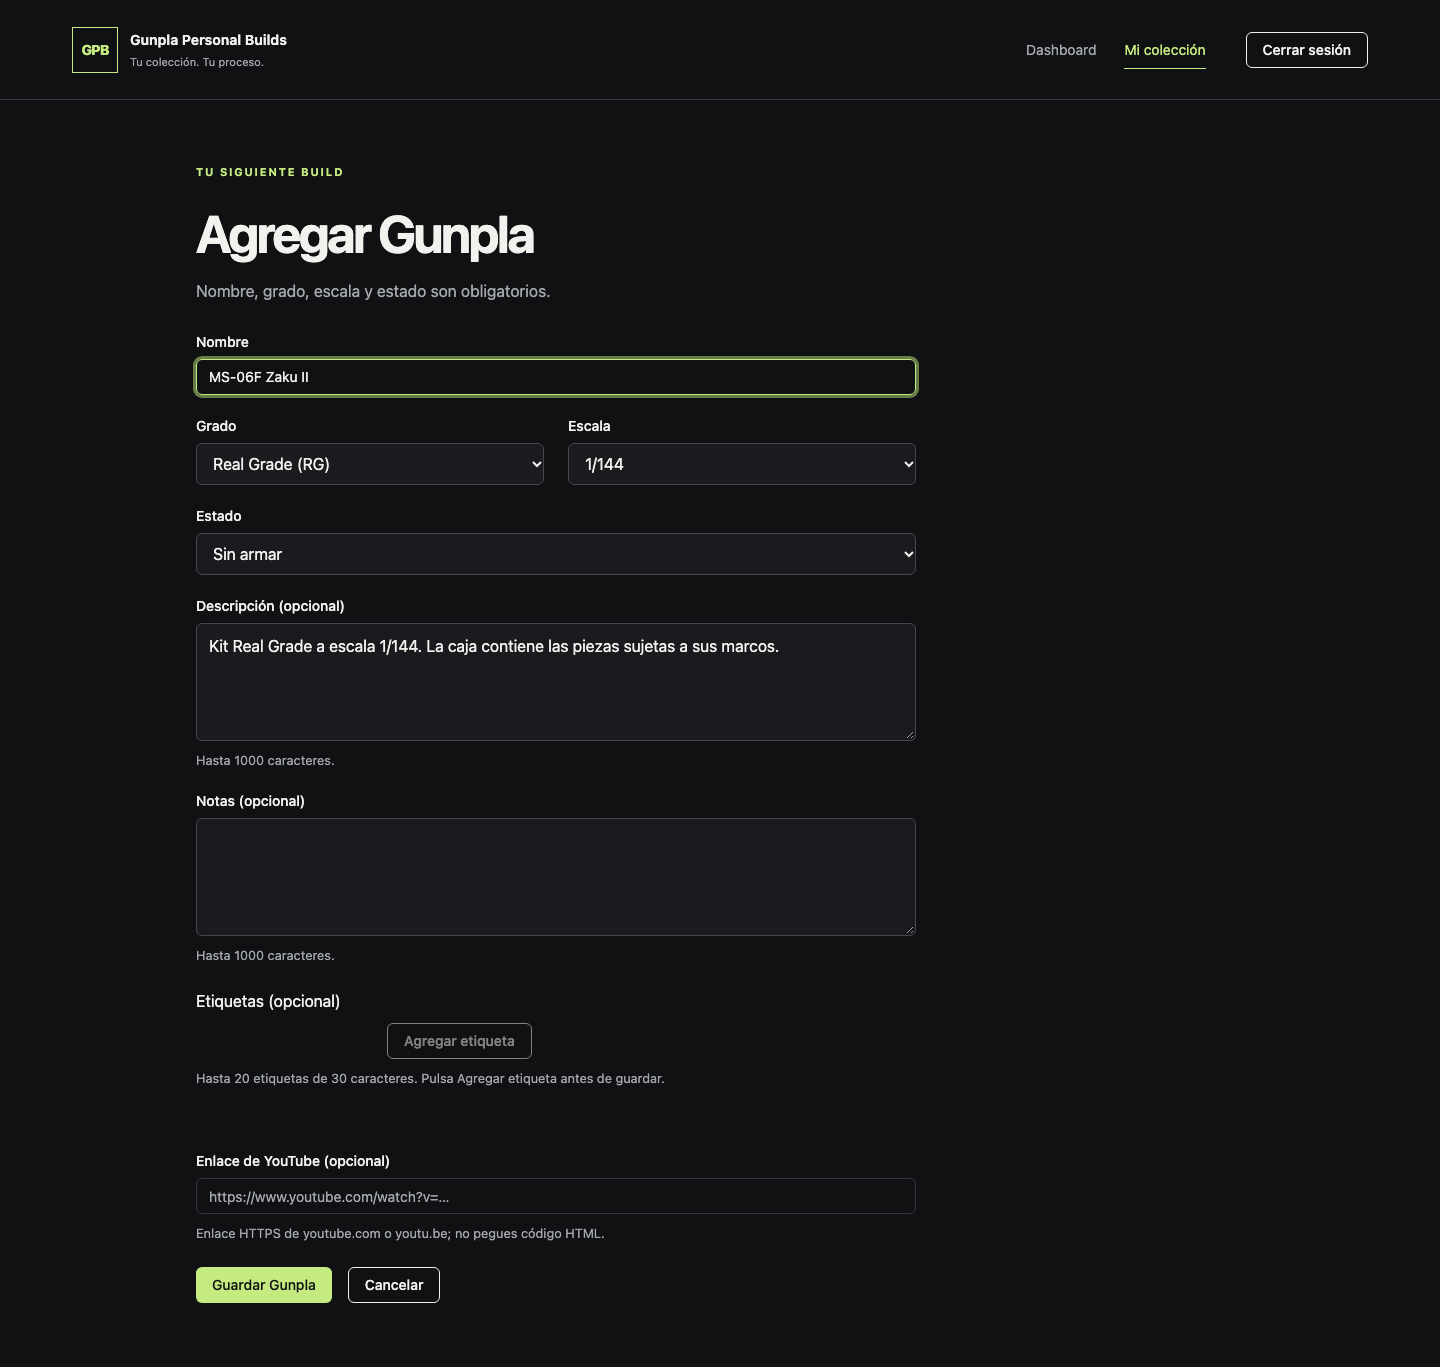 GPB
Gunpla Personal Builds
Tu colección. Tu proceso.
Dashboard
Mi colección
Cerrar sesión
TU SIGUIENTE BUILD
Agregar Gunpla
Nombre, grado, escala y estado son obligatorios.
Nombre
MS-06F Zaku II
Grado
Escala
Real Grade (RG)
1/144
Estado
Sin armar
Descripción (opcional)
Kit Real Grade a escala 1/144. La caja contiene las piezas sujetas a sus marcos.
Hasta 1000 caracteres.
Notas (opcional)
Hasta 1000 caracteres.
Etiquetas (opcional)
Agregar etiqueta
Hasta 20 etiquetas de 30 caracteres. Pulsa Agregar etiqueta antes de guardar.
Enlace de YouTube (opcional)
https://www.youtube.com/watch?v=...
Enlace HTTPS de youtube.com o youtu.be; no pegues código HTML.
Guardar Gunpla
Cancelar